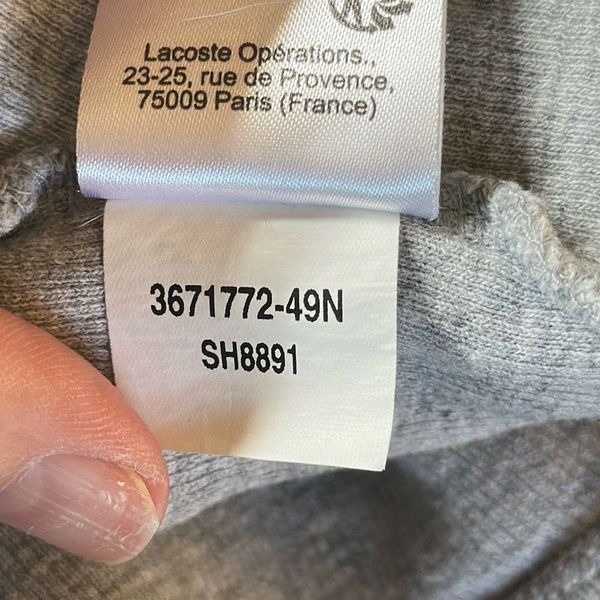 Lacoste Opérations.,
23-25, rue de Provence,
75009 Paris (France)
3671772-49N
SH8891